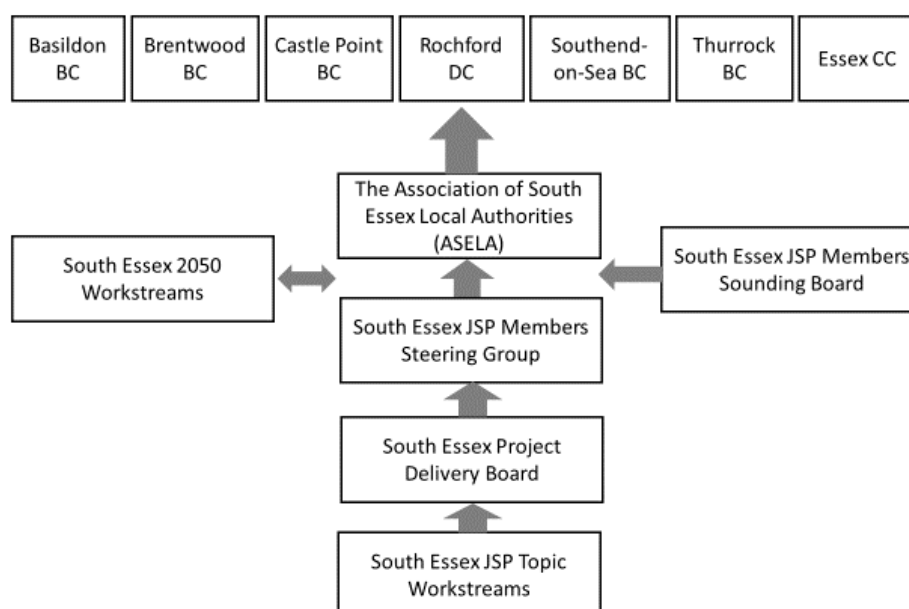 Basildon
BC
Brentwood
BC
Castle Point
BC
Rochford
DC
Southend-
on-Sea BC
Thurrock
BC
Essex CC
The Association of South
Essex Local Authorities
(ASELA)
South Essex 2050
Workstreams
South Essex JSP Members
Sounding Board
South Essex JSP Members
Steering Group
South Essex Project
Delivery Board
South Essex JSP Topic
Workstreams